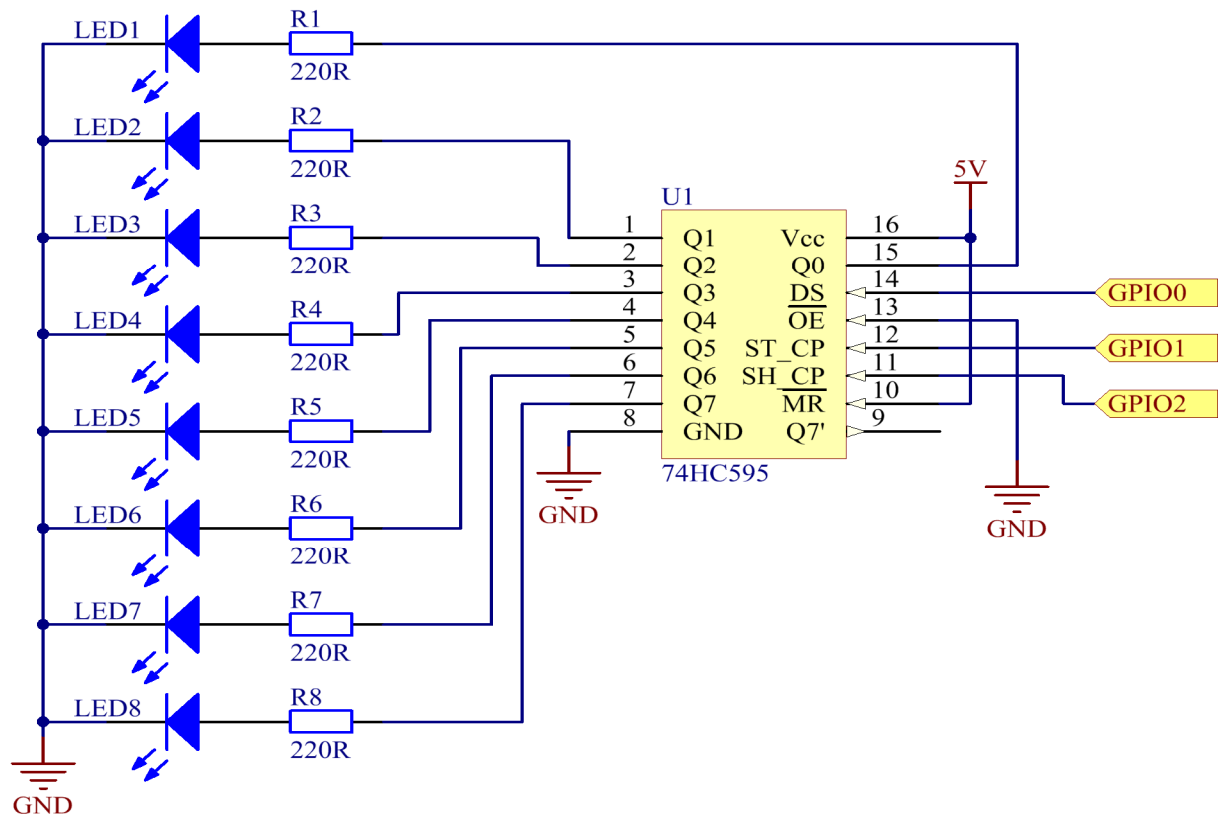 LED1
R1
220R
LED2
R2
220R
LED3
R3
220R
LED4
R4
220R
LED5
R5
220R
LED6
R6
220R
LED7
R7
220R
LED8
R8
220R
GND
5V
U1
1 Q1 Vcc 16
2 Q2 Q0 15
3 Q3 DS 14
4 Q4 OE 13
5 Q5 ST_CP 12
6 Q6 SH_CP 11
7 Q7 MR 10
8 GND Q7' 9
74HC595
GND
GND
GPIO0
GPIO1
GPIO2